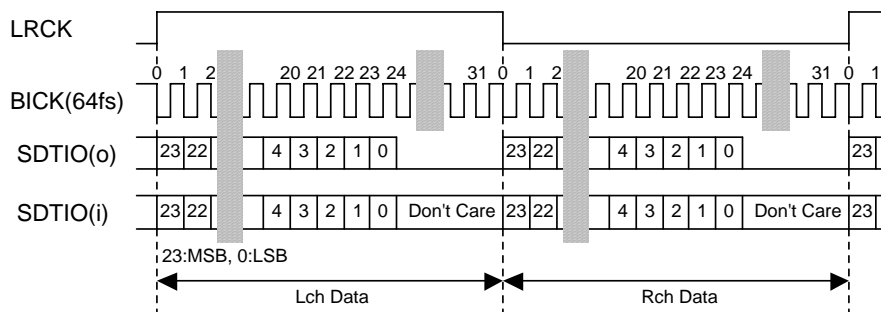 LRCK
0 1 2 20 21 22 23 24 31 0 1 2 20 21 22 23 24 31 0 1
BICK(64fs)
SDTIO(o) 23 22 4 3 2 1 0 23 22 4 3 2 1 0 23
SDTIO(i) 23 22 4 3 2 1 0 Don't Care 23 22 4 3 2 1 0 Don't Care 23
23:MSB, 0:LSB
Lch Data Rch Data